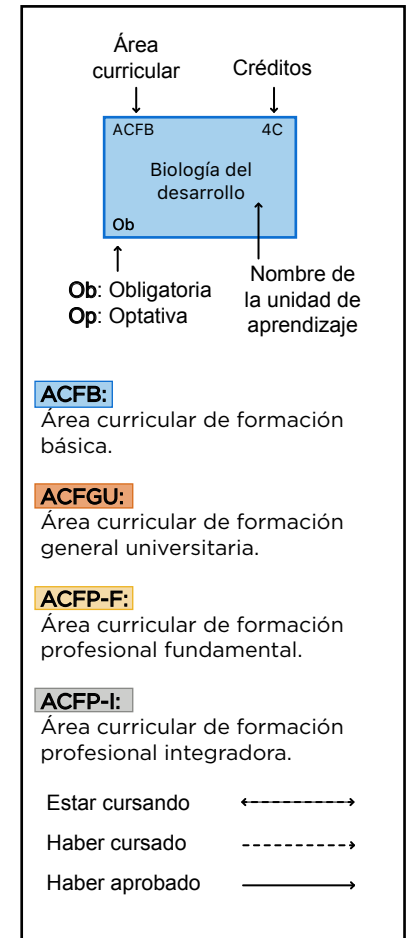 Área
curricular
Créditos
ACFB 4C
Biología del
desarrollo
Ob
Ob: Obligatoria
Op: Optativa
Nombre de
la unidad de
aprendizaje
ACFB:
Área curricular de formación
básica.
ACFGU:
Área curricular de formación
general universitaria.
ACFP-F:
Área curricular de formación
profesional fundamental.
ACFP-I:
Área curricular de formación
profesional integradora.
Estar cursando
Haber cursado
Haber aprobado